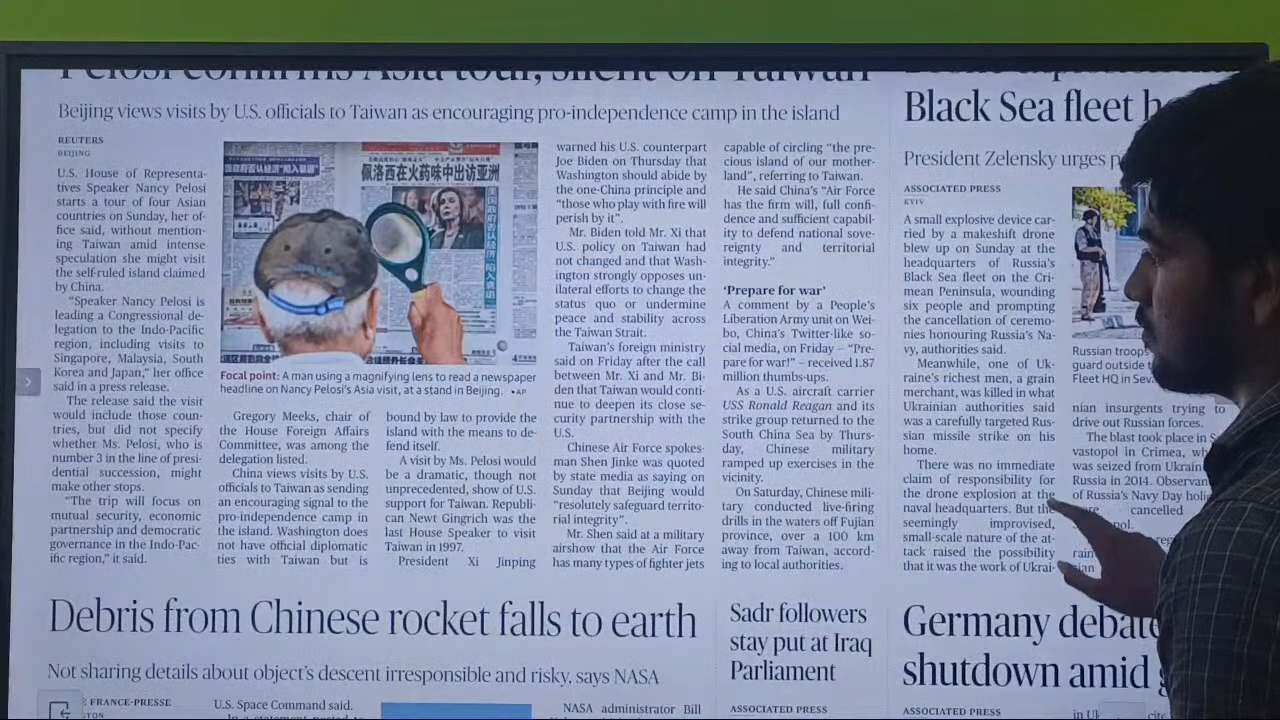 Pelosi confirms Asia tour, silent on Taiwan
Beijing views visits by U.S. officials to Taiwan as encouraging pro-independence camp in the island
REUTERS
BEIJING
U.S. House of Representa-
tives Speaker Nancy Pelosi
starts a tour of four Asian
countries on Sunday, her of-
fice said, without mention-
ing Taiwan amid intense
speculation she might visit
the self-ruled island claimed
by China.
“Speaker Nancy Pelosi is
leading a Congressional de-
legation to the Indo-Pacific
region, including visits to
Singapore, Malaysia, South
Korea and Japan,” her office
said in a press release.
The release said the visit
would include those coun-
tries, but did not specify
whether Ms. Pelosi, who is
number 3 in the line of presi-
dential succession, might
make other stops.
“The trip will focus on
mutual security, economic
partnership and democratic
governance in the Indo-Pac-
ific region,” it said.
佩洛西在火药味中出访亚洲
Focal point: A man using a magnifying lens to read a newspaper
headline on Nancy Pelosi’s Asia visit, at a stand in Beijing. • AP
Gregory Meeks, chair of
the House Foreign Affairs
Committee, was among the
delegation listed.
China views visits by U.S.
officials to Taiwan as sending
an encouraging signal to the
pro-independence camp in
the island. Washington does
not have official diplomatic
ties with Taiwan but is
bound by law to provide the
island with the means to de-
fend itself.
A visit by Ms. Pelosi would
be a dramatic, though not
unprecedented, show of U.S.
support for Taiwan. Republi-
can Newt Gingrich was the
last House Speaker to visit
Taiwan in 1997.
President Xi Jinping
warned his U.S. counterpart
Joe Biden on Thursday that
Washington should abide by
the one-China principle and
“those who play with fire will
perish by it”.
Mr. Biden told Mr. Xi that
U.S. policy on Taiwan had
not changed and that Wash-
ington strongly opposes un-
ilateral efforts to change the
status quo or undermine
peace and stability across
the Taiwan Strait.
Taiwan’s foreign ministry
said on Friday after the call
between Mr. Xi and Mr. Bi-
den that Taiwan would conti-
nue to deepen its close se-
curity partnership with the
U.S.
Chinese Air Force spokes-
man Shen Jinke was quoted
by state media as saying on
Sunday that Beijing would
“resolutely safeguard territo-
rial integrity”.
Mr. Shen said at a military
airshow that the Air Force
has many types of fighter jets
capable of circling “the pre-
cious island of our mother-
land”, referring to Taiwan.
He said China’s “Air Force
has the firm will, full confi-
dence and sufficient capabil-
ity to defend national sove-
reignty and territorial
integrity.”
‘Prepare for war’
A comment by a People’s
Liberation Army unit on Wei-
bo, China’s Twitter-like so-
cial media, on Friday – “Pre-
pare for war!” – received 1.87
million thumbs-ups.
As a U.S. aircraft carrier
USS Ronald Reagan and its
strike group returned to the
South China Sea by Thurs-
day, Chinese military
ramped up exercises in the
vicinity.
On Saturday, Chinese mili-
tary conducted live-firing
drills in the waters off Fujian
province, over a 100 km
away from Taiwan, accord-
ing to local authorities.
Black Sea fleet h
President Zelensky urges p
ASSOCIATED PRESS
KYIV
A small explosive device car-
ried by a makeshift drone
blew up on Sunday at the
headquarters of Russia’s
Black Sea fleet on the Cri-
mean Peninsula, wounding
six people and prompting
the cancellation of ceremo-
nies honouring Russia’s Na-
vy, authorities said.
Meanwhile, one of Uk-
raine’s richest men, a grain
merchant, was killed in what
Ukrainian authorities said
was a carefully targeted Rus-
sian missile strike on his
home.
There was no immediate
claim of responsibility for
the drone explosion at the
naval headquarters. But the
seemingly improvised,
small-scale nature of the at-
tack raised the possibility
that it was the work of Ukrai-
Russian troops
guard outside t
Fleet HQ in Sev
nian insurgents trying to
drive out Russian forces.
The blast took place in S
vastopol in Crimea, wh
was seized from Ukrain
Russia in 2014. Observan
of Russia’s Navy Day holi
were cancelled
Debris from Chinese rocket falls to earth
Not sharing details about object’s descent irresponsible and risky, says NASA
E FRANCE-PRESSE
U.S. Space Command said.
NASA administrator Bill
Sadr followers
stay put at Iraq
Parliament
ASSOCIATED PRESS
Germany debate
shutdown amid g
ASSOCIATED PRESS